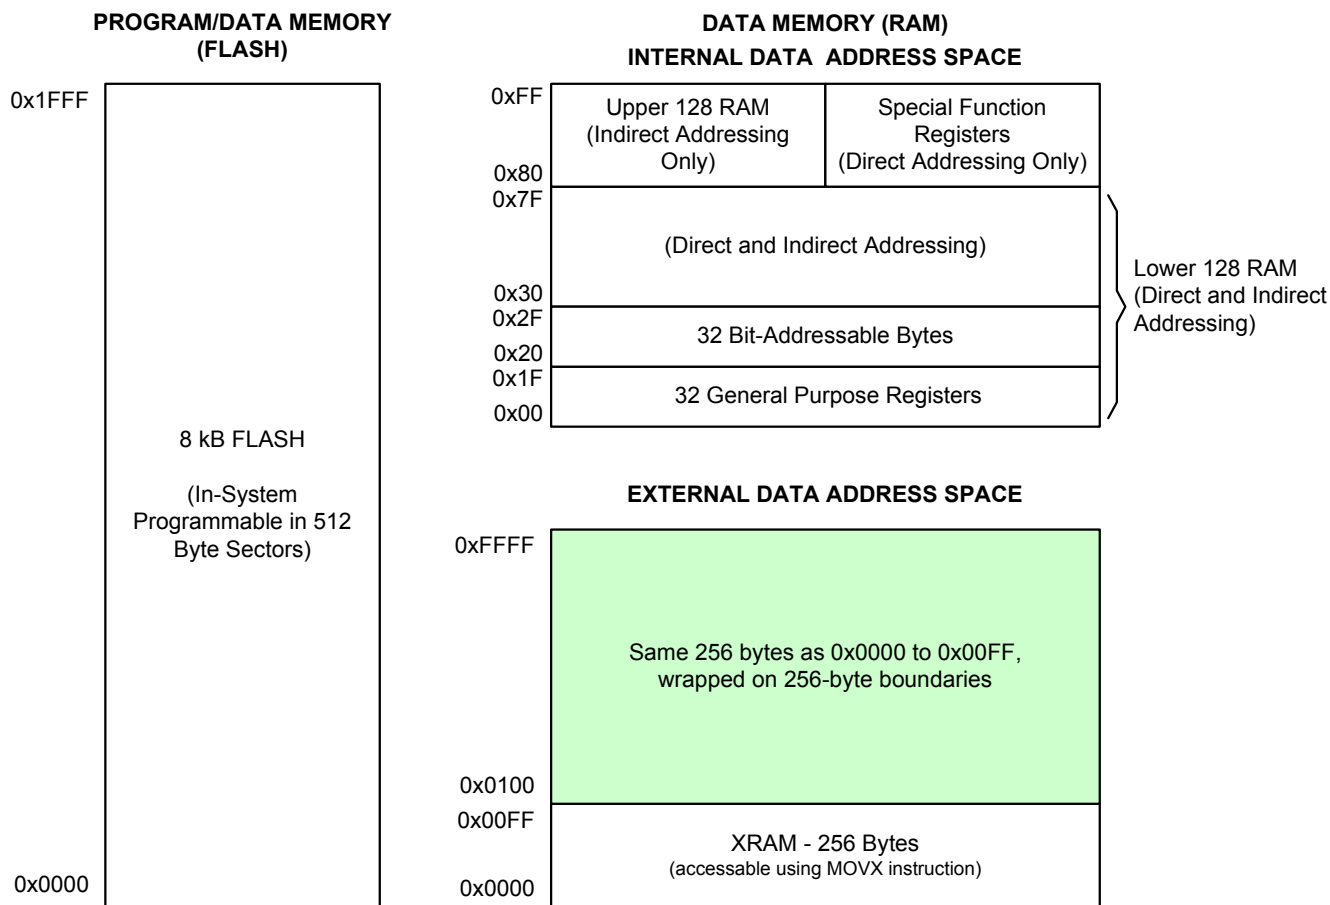 PROGRAM/DATA MEMORY
(FLASH)
0x1FFF
8 kB FLASH
(In-System
Programmable in 512
Byte Sectors)
0x0000
DATA MEMORY (RAM)
INTERNAL DATA ADDRESS SPACE
0xFF
Upper 128 RAM
(Indirect Addressing
Only)
Special Function
Registers
(Direct Addressing Only)
0x80
0x7F
(Direct and Indirect Addressing)
0x30
0x2F
32 Bit-Addressable Bytes
0x20
0x1F
32 General Purpose Registers
0x00
Lower 128 RAM
(Direct and Indirect
Addressing)
EXTERNAL DATA ADDRESS SPACE
0xFFFF
Same 256 bytes as 0x0000 to 0x00FF,
wrapped on 256-byte boundaries
0x0100
0x00FF
XRAM - 256 Bytes
(accessable using MOVX instruction)
0x0000